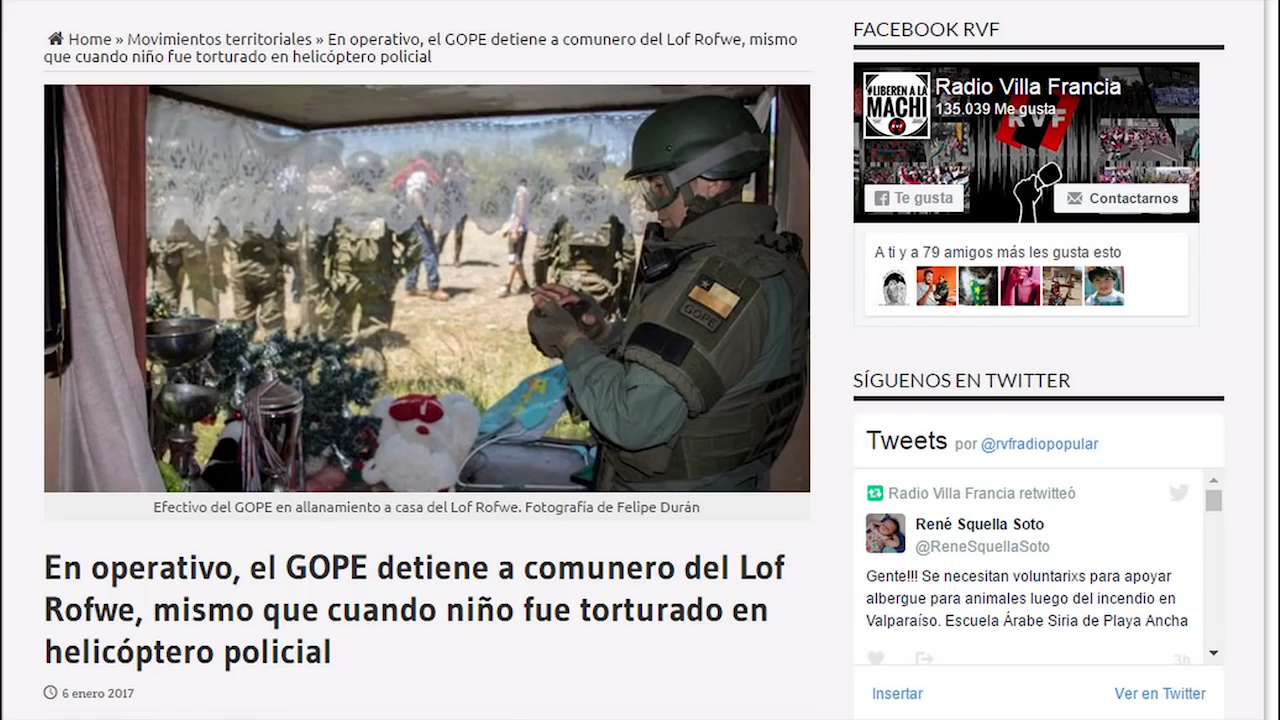 Home » Movimientos territoriales » En operativo, el GOPE detiene a comunero del Lof Rofwe, mismo
que cuando niño fue torturado en helicóptero policial
GOPE
Efectivo del GOPE en allanamiento a casa del Lof Rofwe. Fotografía de Felipe Durán
En operativo, el GOPE detiene a comunero del Lof
Rofwe, mismo que cuando niño fue torturado en
helicóptero policial
6 enero 2017
FACEBOOK RVF
#LIBEREN A LA
MACHI
RVF
Radio Villa Francia
135.039 Me gusta
RVF
Te gusta
Contactarnos
A ti y a 79 amigos más les gusta esto
SÍGUENOS EN TWITTER
Tweets por @rvfradiopopular
Radio Villa Francia retwitteó
René Squella Soto
@ReneSquellaSoto
Gente!!! Se necesitan voluntarixs para apoyar
albergue para animales luego del incendio en
Valparaíso. Escuela Árabe Siria de Playa Ancha
3h
Insertar
Ver en Twitter